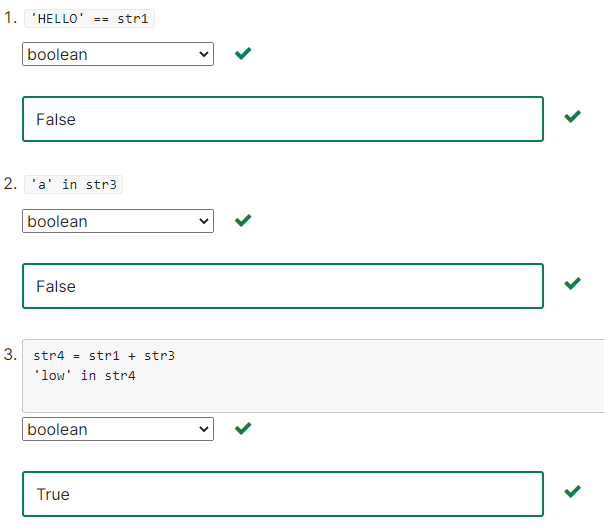 1. 'HELLO' == str1
boolean
False
2. 'a' in str3
boolean
False
3. str4 = str1 + str3
'low' in str4
boolean
True